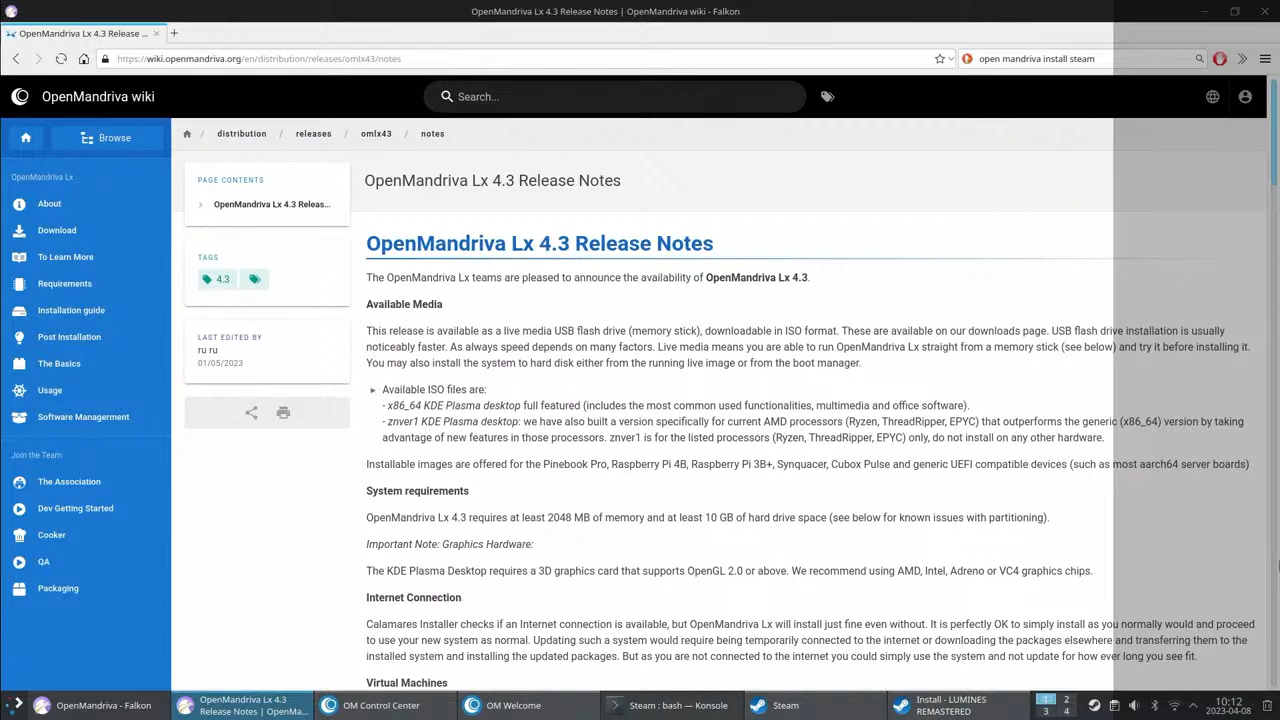 OpenMandriva Lx 4.3 Release Notes | OpenMandriva wiki - Falkon
OpenMandriva Lx 4.3 Release ...
https://wiki.openmandriva.org/en/distribution/releases/omlx43/notes
open mandriva install steam
OpenMandriva wiki
Search...
Browse
distribution / releases / omlx43 / notes
OpenMandriva Lx
About
Download
To Learn More
Requirements
Installation guide
Post Installation
The Basics
Usage
Software Managerment
Join the Team
The Association
Dev Getting Started
Cooker
QA
Packaging
PAGE CONTENTS
OpenMandriva Lx 4.3 Releas...
TAGS
4.3
LAST EDITED BY
ru ru
01/05/2023
OpenMandriva Lx 4.3 Release Notes
OpenMandriva Lx 4.3 Release Notes
The OpenMandriva Lx teams are pleased to announce the availability of OpenMandriva Lx 4.3.
Available Media
This release is available as a live media USB flash drive (memory stick), downloadable in ISO format. These are available on our downloads page. USB flash drive installation is usually
noticeably faster. As always speed depends on many factors. Live media means you are able to run OpenMandriva Lx straight from a memory stick (see below) and try it before installing it.
You may also install the system to hard disk either from the running live image or from the boot manager.
Available ISO files are:
- x86_64 KDE Plasma desktop full featured (includes the most common used functionalities, multimedia and office software).
- znver1 KDE Plasma desktop: we have also built a version specifically for current AMD processors (Ryzen, ThreadRipper, EPYC) that outperforms the generic (x86_64) version by taking
advantage of new features in those processors. znver1 is for the listed processors (Ryzen, ThreadRipper, EPYC) only, do not install on any other hardware.
Installable images are offered for the Pinebook Pro, Raspberry Pi 4B, Raspberry Pi 3B+, Synquacer, Cubox Pulse and generic UEFI compatible devices (such as most aarch64 server boards)
System requirements
OpenMandriva Lx 4.3 requires at least 2048 MB of memory and at least 10 GB of hard drive space (see below for known issues with partitioning).
Important Note: Graphics Hardware:
The KDE Plasma Desktop requires a 3D graphics card that supports OpenGL 2.0 or above. We recommend using AMD, Intel, Adreno or VC4 graphics chips.
Internet Connection
Calamares Installer checks if an Internet connection is available, but OpenMandriva Lx will install just fine even without. It is perfectly OK to simply install as you normally would and proceed
to use your new system as normal. Updating such a system would require being temporarily connected to the internet or downloading the packages elsewhere and transferring them to the
installed system and installing the updated packages. But as you are not connected to the internet you could simply use the system and not update for how ever long you see fit.
Virtual Machines
OpenMandriva - Falkon
OpenMandriva Lx 4.3
Release Notes | OpenMa...
OM Control Center
OM Welcome
Steam : bash — Konsole
Steam
Install - LUMINES
REMASTERED
1 2
3 4
10:12
2023-04-08